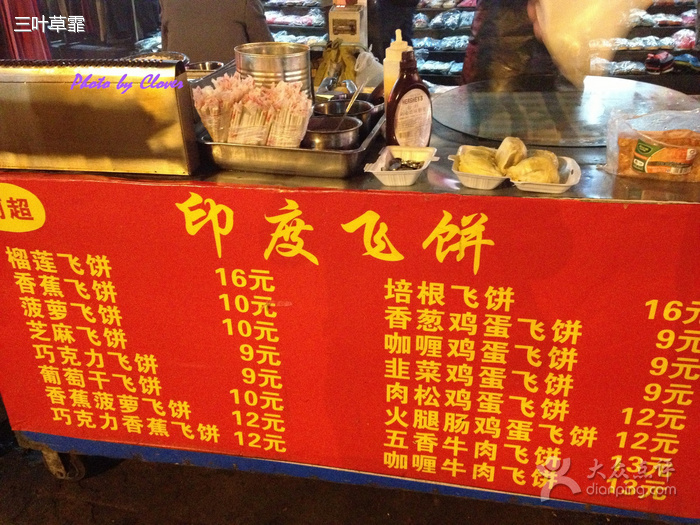 三叶草霏
Photo by Clover
HERSHEY'S
超
印度飞饼
榴莲飞饼 16元
香蕉飞饼 10元
菠萝飞饼 10元
芝麻飞饼 9元
巧克力飞饼 9元
葡萄干飞饼 10元
香蕉菠萝飞饼 12元
巧克力香蕉飞饼 12元
培根飞饼 16元
香葱鸡蛋飞饼 9元
咖喱鸡蛋飞饼 9元
韭菜鸡蛋飞饼 9元
肉松鸡蛋飞饼 12元
火腿肠鸡蛋飞饼 12元
五香牛肉飞饼 13元
咖喱牛肉飞饼 13元
大众点评
dianping.com